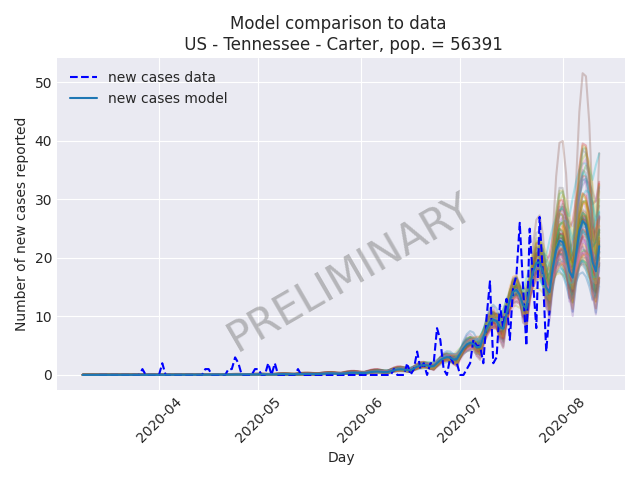 Model comparison to data
US - Tennessee - Carter, pop. = 56391
new cases data
new cases model
Number of new cases reported
50
40
30
20
10
0
PRELIMINARY
2020-04
2020-05
2020-06
2020-07
2020-08
Day